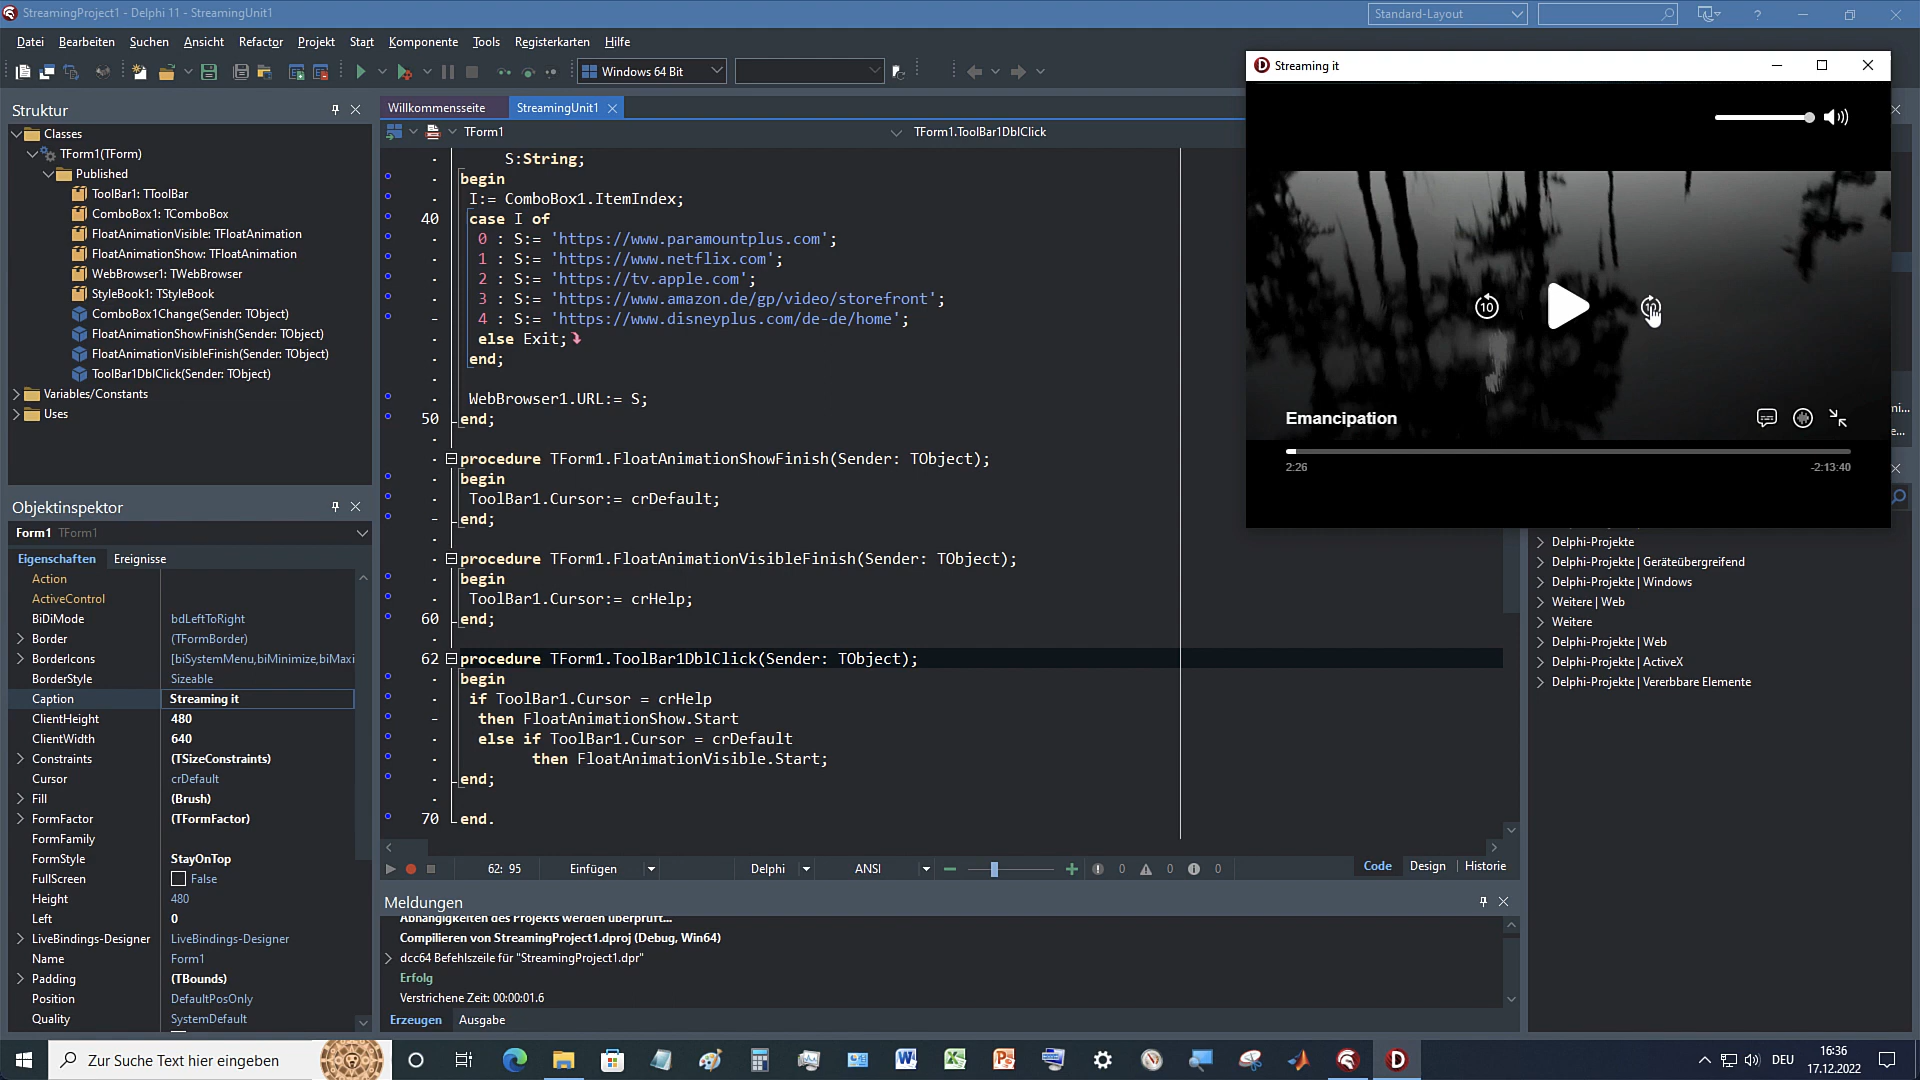 StreamingProject1 - Delphi 11 - StreamingUnit1
Standard-Layout
Datei Bearbeiten Suchen Ansicht Refactor Projekt Start Komponente Tools Registerkarten Hilfe
Windows 64 Bit
Struktur
Classes
TForm1(TForm)
Published
ToolBar1: TToolBar
ComboBox1: TComboBox
FloatAnimationVisible: TFloatAnimation
FloatAnimationShow: TFloatAnimation
WebBrowser1: TWebBrowser
StyleBook1: TStyleBook
ComboBox1Change(Sender: TObject)
FloatAnimationShowFinish(Sender: TObject)
FloatAnimationVisibleFinish(Sender: TObject)
ToolBar1DblClick(Sender: TObject)
Variables/Constants
Uses
Objektinspektor
Form1 TForm1
Eigenschaften Ereignisse
Action
ActiveControl
BiDiMode bdLeftToRight
Border (TFormBorder)
BorderIcons [biSystemMenu,biMinimize,biMaxi
BorderStyle Sizeable
Caption Streaming it
ClientHeight 480
ClientWidth 640
Constraints (TSizeConstraints)
Cursor crDefault
Fill (Brush)
FormFactor (TFormFactor)
FormFamily
FormStyle StayOnTop
FullScreen False
Height 480
Left 0
LiveBindings-Designer LiveBindings-Designer
Name Form1
Padding (TBounds)
Position DefaultPosOnly
Quality SystemDefault
Willkommensseite StreamingUnit1
TForm1 TForm1.ToolBar1DblClick
S:String;
begin
I:= ComboBox1.ItemIndex;
40 case I of
0 : S:= 'https://www.paramountplus.com';
1 : S:= 'https://www.netflix.com';
2 : S:= 'https://tv.apple.com';
3 : S:= 'https://www.amazon.de/gp/video/storefront';
4 : S:= 'https://www.disneyplus.com/de-de/home';
else Exit;
end;
WebBrowser1.URL:= S;
50 end;
procedure TForm1.FloatAnimationShowFinish(Sender: TObject);
begin
ToolBar1.Cursor:= crDefault;
end;
procedure TForm1.FloatAnimationVisibleFinish(Sender: TObject);
begin
ToolBar1.Cursor:= crHelp;
60 end;
62 procedure TForm1.ToolBar1DblClick(Sender: TObject);
begin
if ToolBar1.Cursor = crHelp
then FloatAnimationShow.Start
else if ToolBar1.Cursor = crDefault
then FloatAnimationVisible.Start;
end;
70 end.
62: 95 Einfügen Delphi ANSI 0 0 0
Code Design Historie
Meldungen
Abhängigkeiten des Projekts werden überprüft...
Compilieren von StreamingProject1.dproj (Debug, Win64)
dcc64 Befehlszeile für "StreamingProject1.dpr"
Erfolg
Verstrichene Zeit: 00:00:01.6
Erzeugen Ausgabe
Streaming it
10 10
Emancipation
2:26 -2:13:40
Delphi-Projekte
Delphi-Projekte | Geräteübergreifend
Delphi-Projekte | Windows
Weitere | Web
Weitere
Delphi-Projekte | Web
Delphi-Projekte | ActiveX
Delphi-Projekte | Vererbbare Elemente
Zur Suche Text hier eingeben
DEU
16:36
17.12.2022